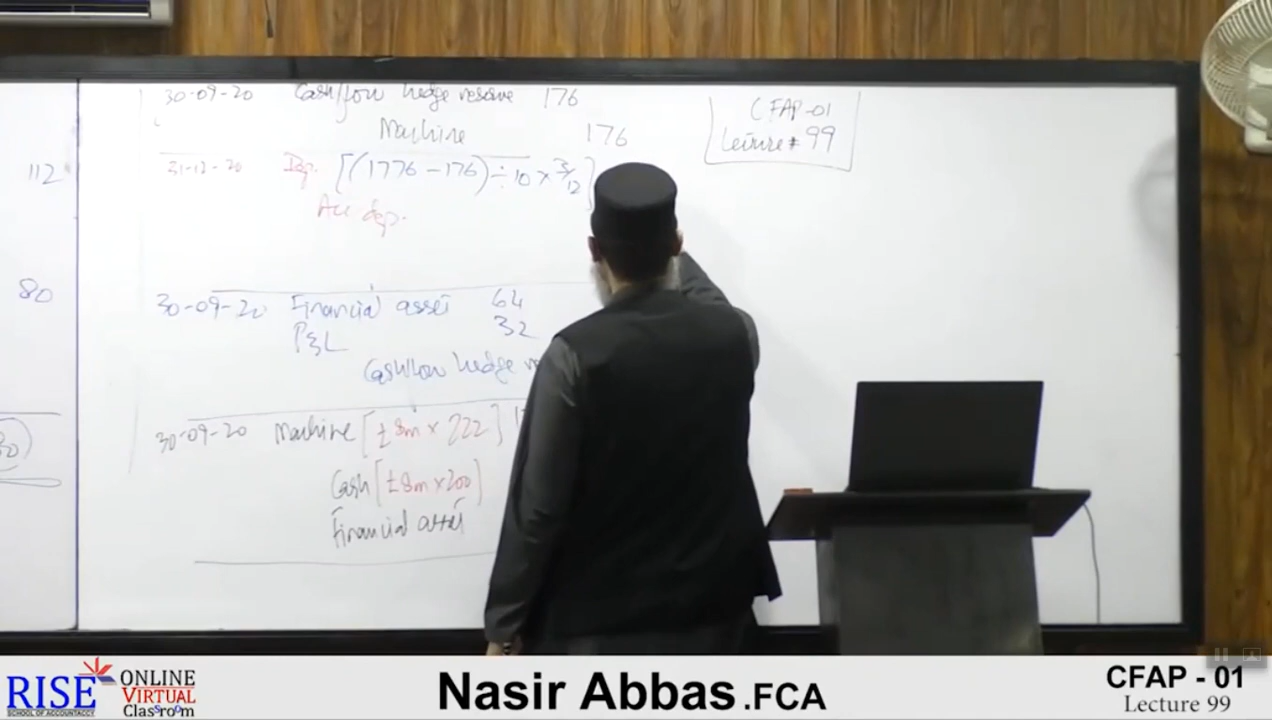 112
80
30-09-20 Cashflow hedge reserve 176
Machine 176
31-12-20 Dep. [(1776-176)÷10×3/12]
Acc dep.
30-09-20 Financial asset 64
P&L 32
Cashflow hedge
30-09-20 Machine [£8m×222]
Cash [£8m×200]
Financial asset
CFAP-01
Lecture # 99
RISE
SCHOOL OF ACCOUNTANCY
ONLINE
VIRTUAL
Classroom
Nasir Abbas.FCA
CFAP - 01
Lecture 99